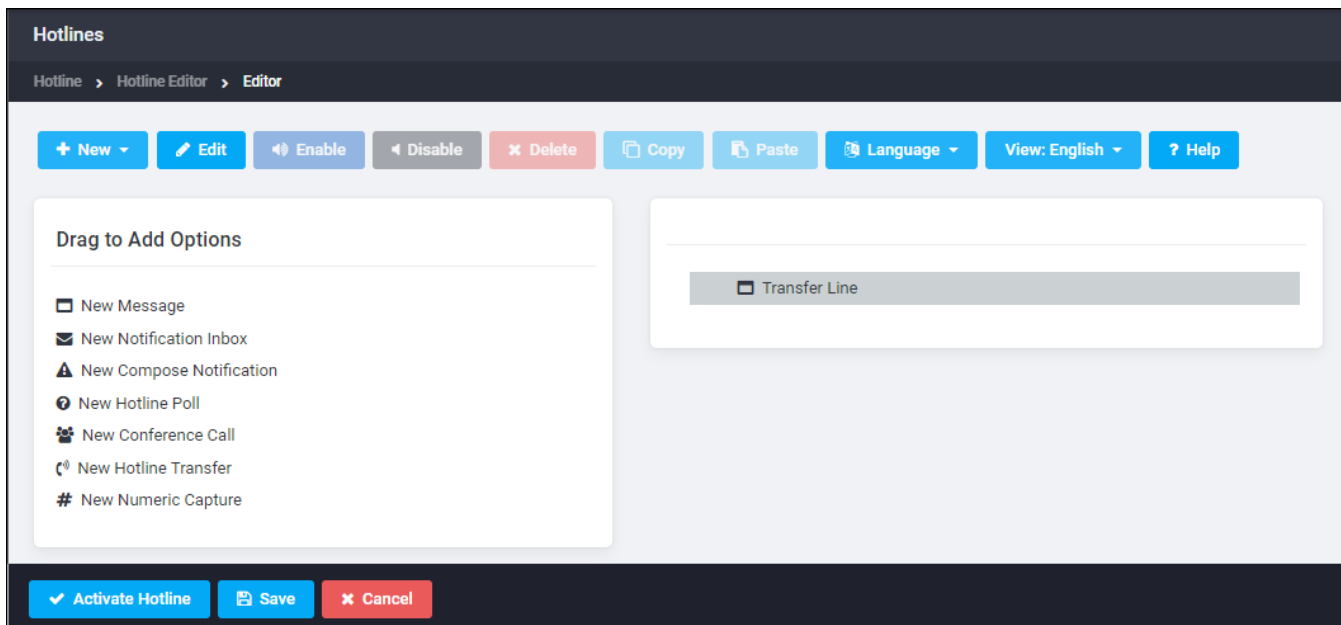 Hotlines
Hotline > Hotline Editor > Editor
+ New Edit Enable Disable Delete Copy Paste Language View: English ? Help
Drag to Add Options
Transfer Line
New Message
New Notification Inbox
New Compose Notification
New Hotline Poll
New Conference Call
New Hotline Transfer
# New Numeric Capture
Activate Hotline Save Cancel